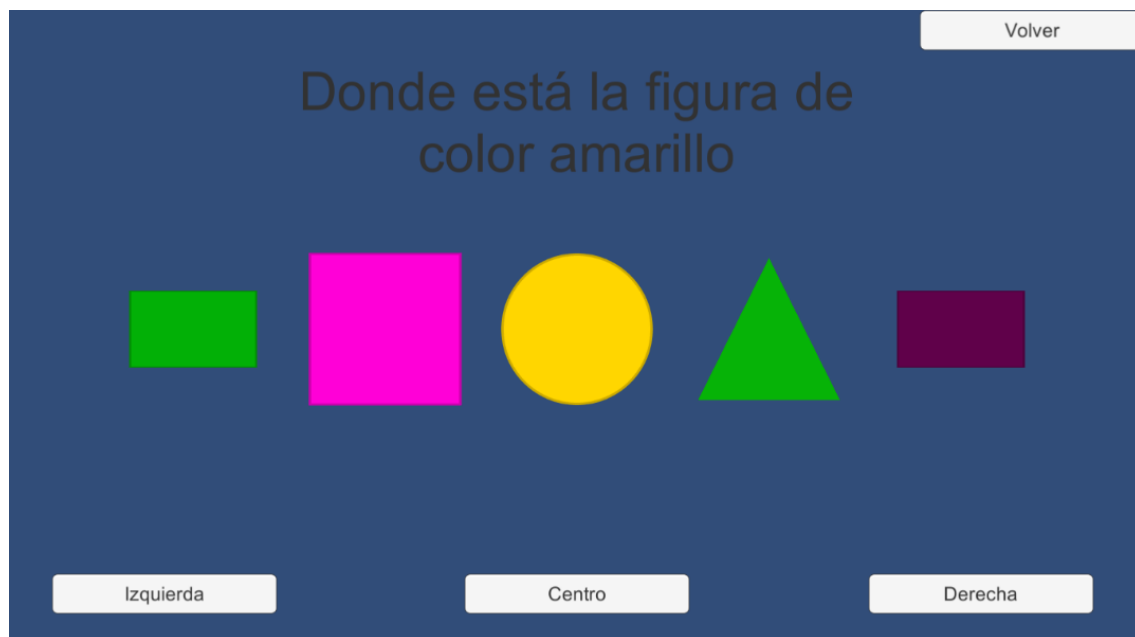 Volver
Donde está la figura de
color amarillo
Izquierda
Centro
Derecha